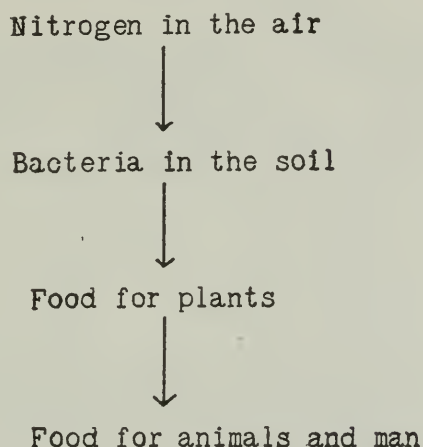 Nitrogen in the air
Bacteria in the soil
Food for plants
Food for animals and man